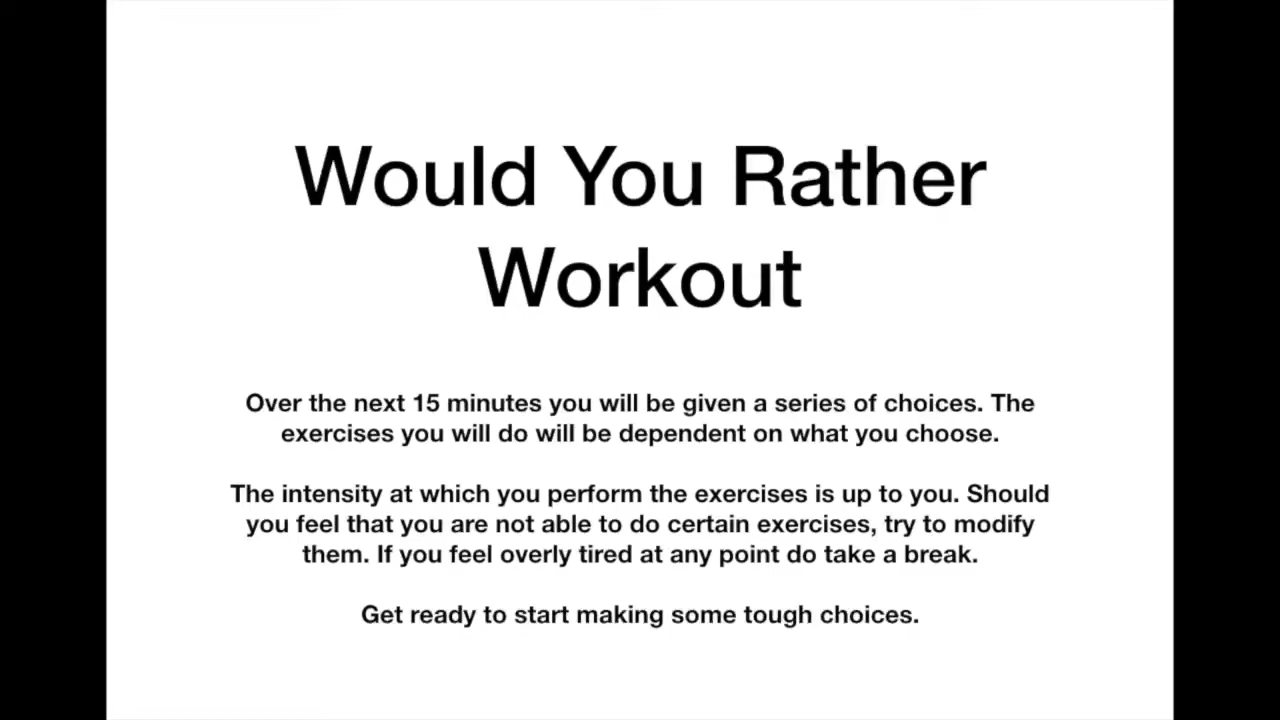 Would You Rather
Workout
Over the next 15 minutes you will be given a series of choices. The
exercises you will do will be dependent on what you choose.
The intensity at which you perform the exercises is up to you. Should
you feel that you are not able to do certain exercises, try to modify
them. If you feel overly tired at any point do take a break.
Get ready to start making some tough choices.